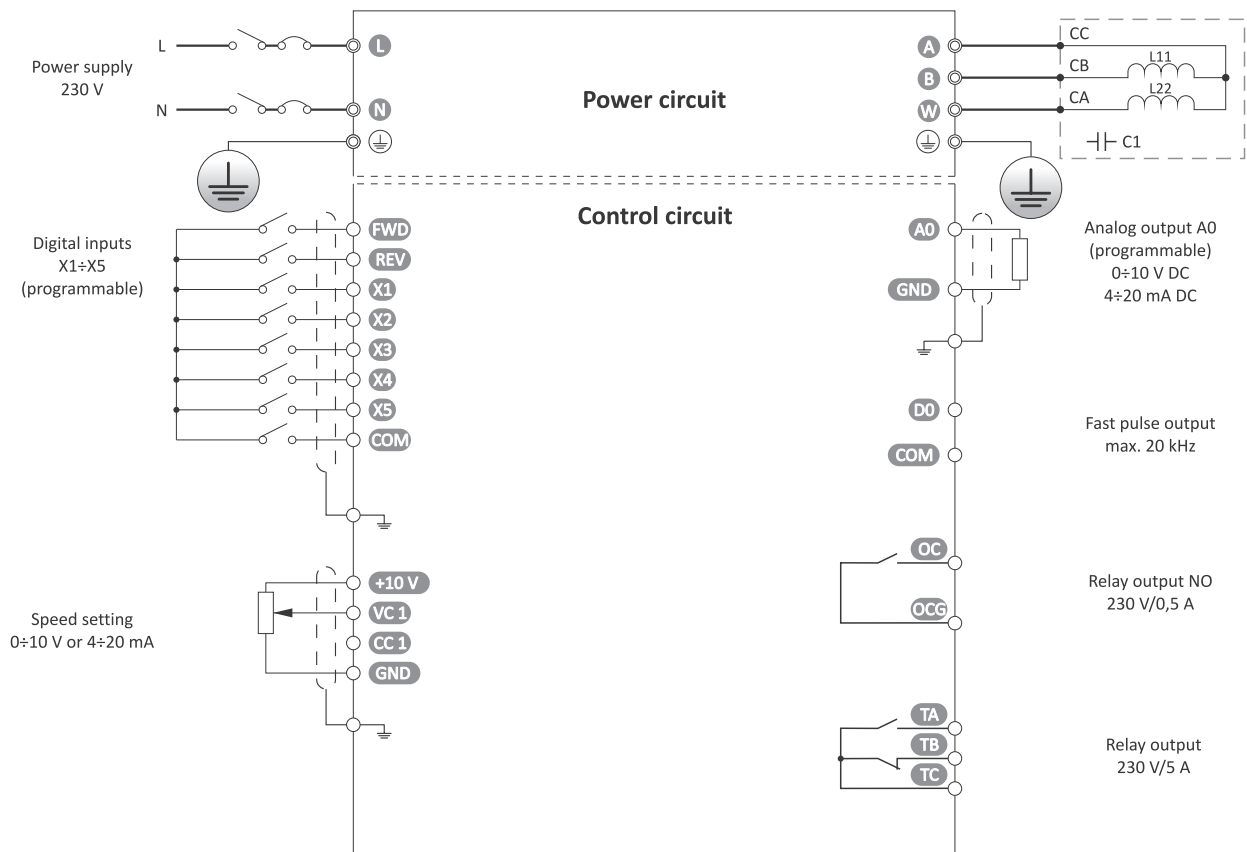 Power supply
230 V
L
N
L
N
Power circuit
A
B
W
CC
CB
CA
L11
L22
C1
Control circuit
Digital inputs
X1÷X5
(programmable)
FWD
REV
X1
X2
X3
X4
X5
COM
Speed setting
0÷10 V or 4÷20 mA
+10 V
VC 1
CC 1
GND
A0
GND
Analog output A0
(programmable)
0÷10 V DC
4÷20 mA DC
D0
COM
Fast pulse output
max. 20 kHz
OC
OCG
Relay output NO
230 V/0,5 A
TA
TB
TC
Relay output
230 V/5 A